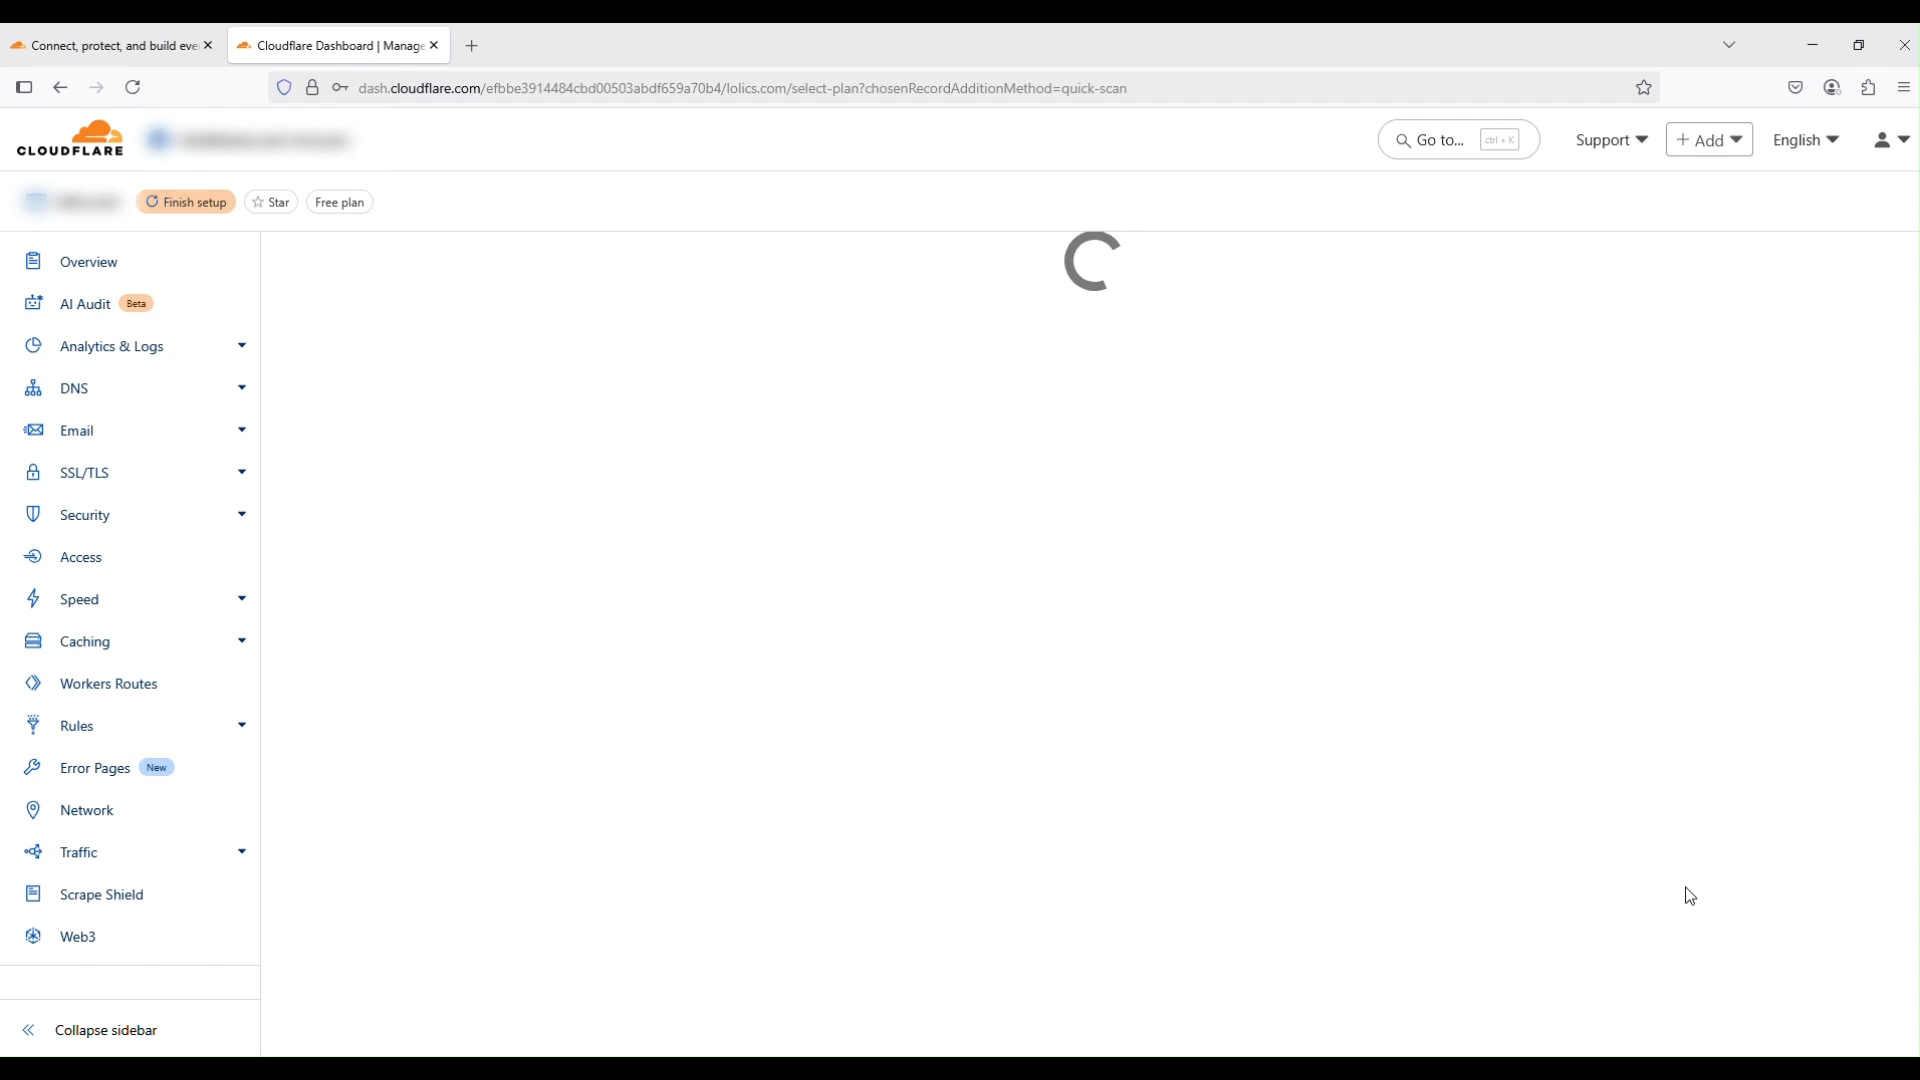 Connect, protect, and build eve
Cloudflare Dashboard | Manage
dash.cloudflare.com/efbbe3914484cbd00503abdf659a70b4/lolics.com/select-plan?chosenRecordAdditionMethod=quick-scan
CLOUDFLARE
Go to... ctrl + K
Support
+ Add
English
Finish setup
Star
Free plan
Overview
AI Audit Beta
Analytics & Logs
DNS
Email
SSL/TLS
Security
Access
Speed
Caching
Workers Routes
Rules
Error Pages New
Network
Traffic
Scrape Shield
Web3
Collapse sidebar